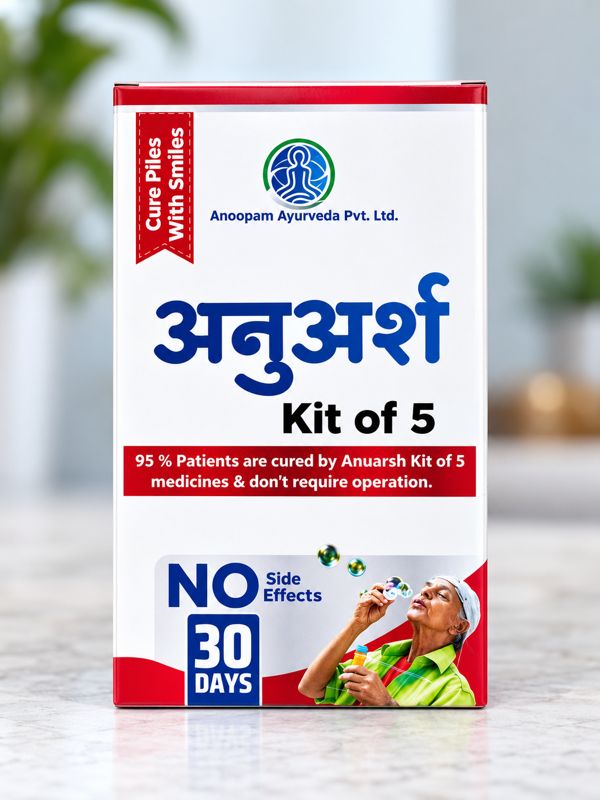 Cure Piles
With Smiles
Anoopam Ayurveda Pvt. Ltd.
अनुअर्श
Kit of 5
95 % Patients are cured by Anuarsh Kit of 5
medicines & don't require operation.
NO Side
Effects
30
DAYS